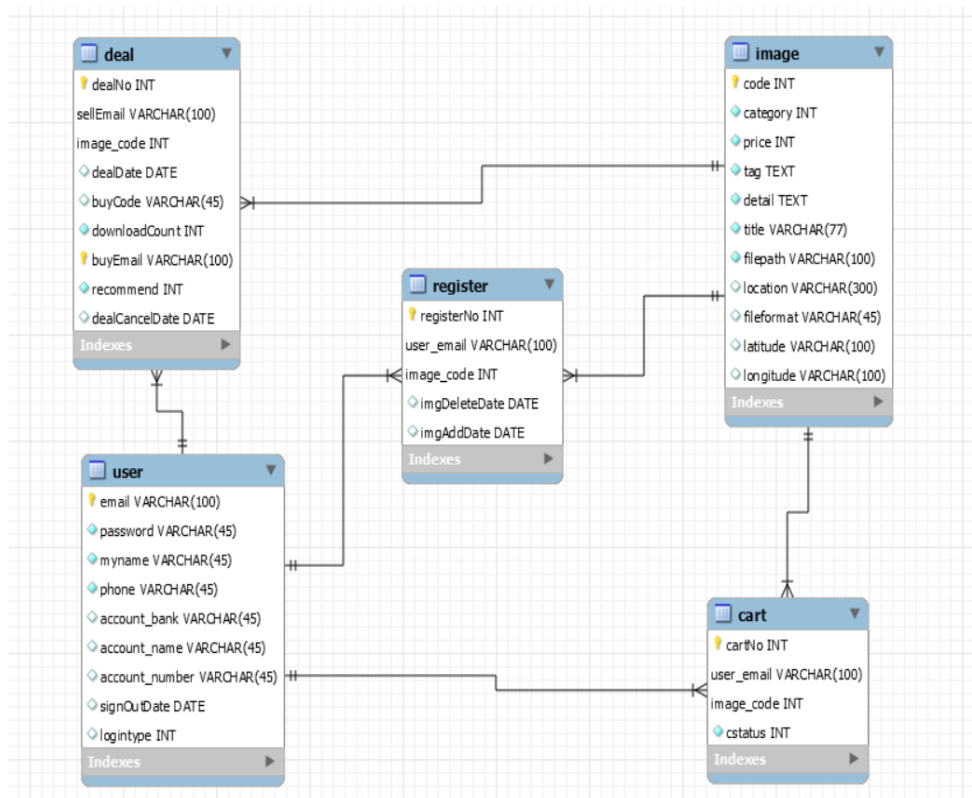 deal
dealNo INT
sellEmail VARCHAR(100)
image_code INT
dealDate DATE
buyCode VARCHAR(45)
downloadCount INT
buyEmail VARCHAR(100)
recommend INT
dealCancelDate DATE
Indexes
image
code INT
category INT
price INT
tag TEXT
detail TEXT
title VARCHAR(77)
filepath VARCHAR(100)
location VARCHAR(300)
fileformat VARCHAR(45)
latitude VARCHAR(100)
longitude VARCHAR(100)
Indexes
register
registerNo INT
user_email VARCHAR(100)
image_code INT
imgDeleteDate DATE
imgAddDate DATE
Indexes
user
email VARCHAR(100)
password VARCHAR(45)
myname VARCHAR(45)
phone VARCHAR(45)
account_bank VARCHAR(45)
account_name VARCHAR(45)
account_number VARCHAR(45)
signOutDate DATE
logintype INT
Indexes
cart
cartNo INT
user_email VARCHAR(100)
image_code INT
cstatus INT
Indexes